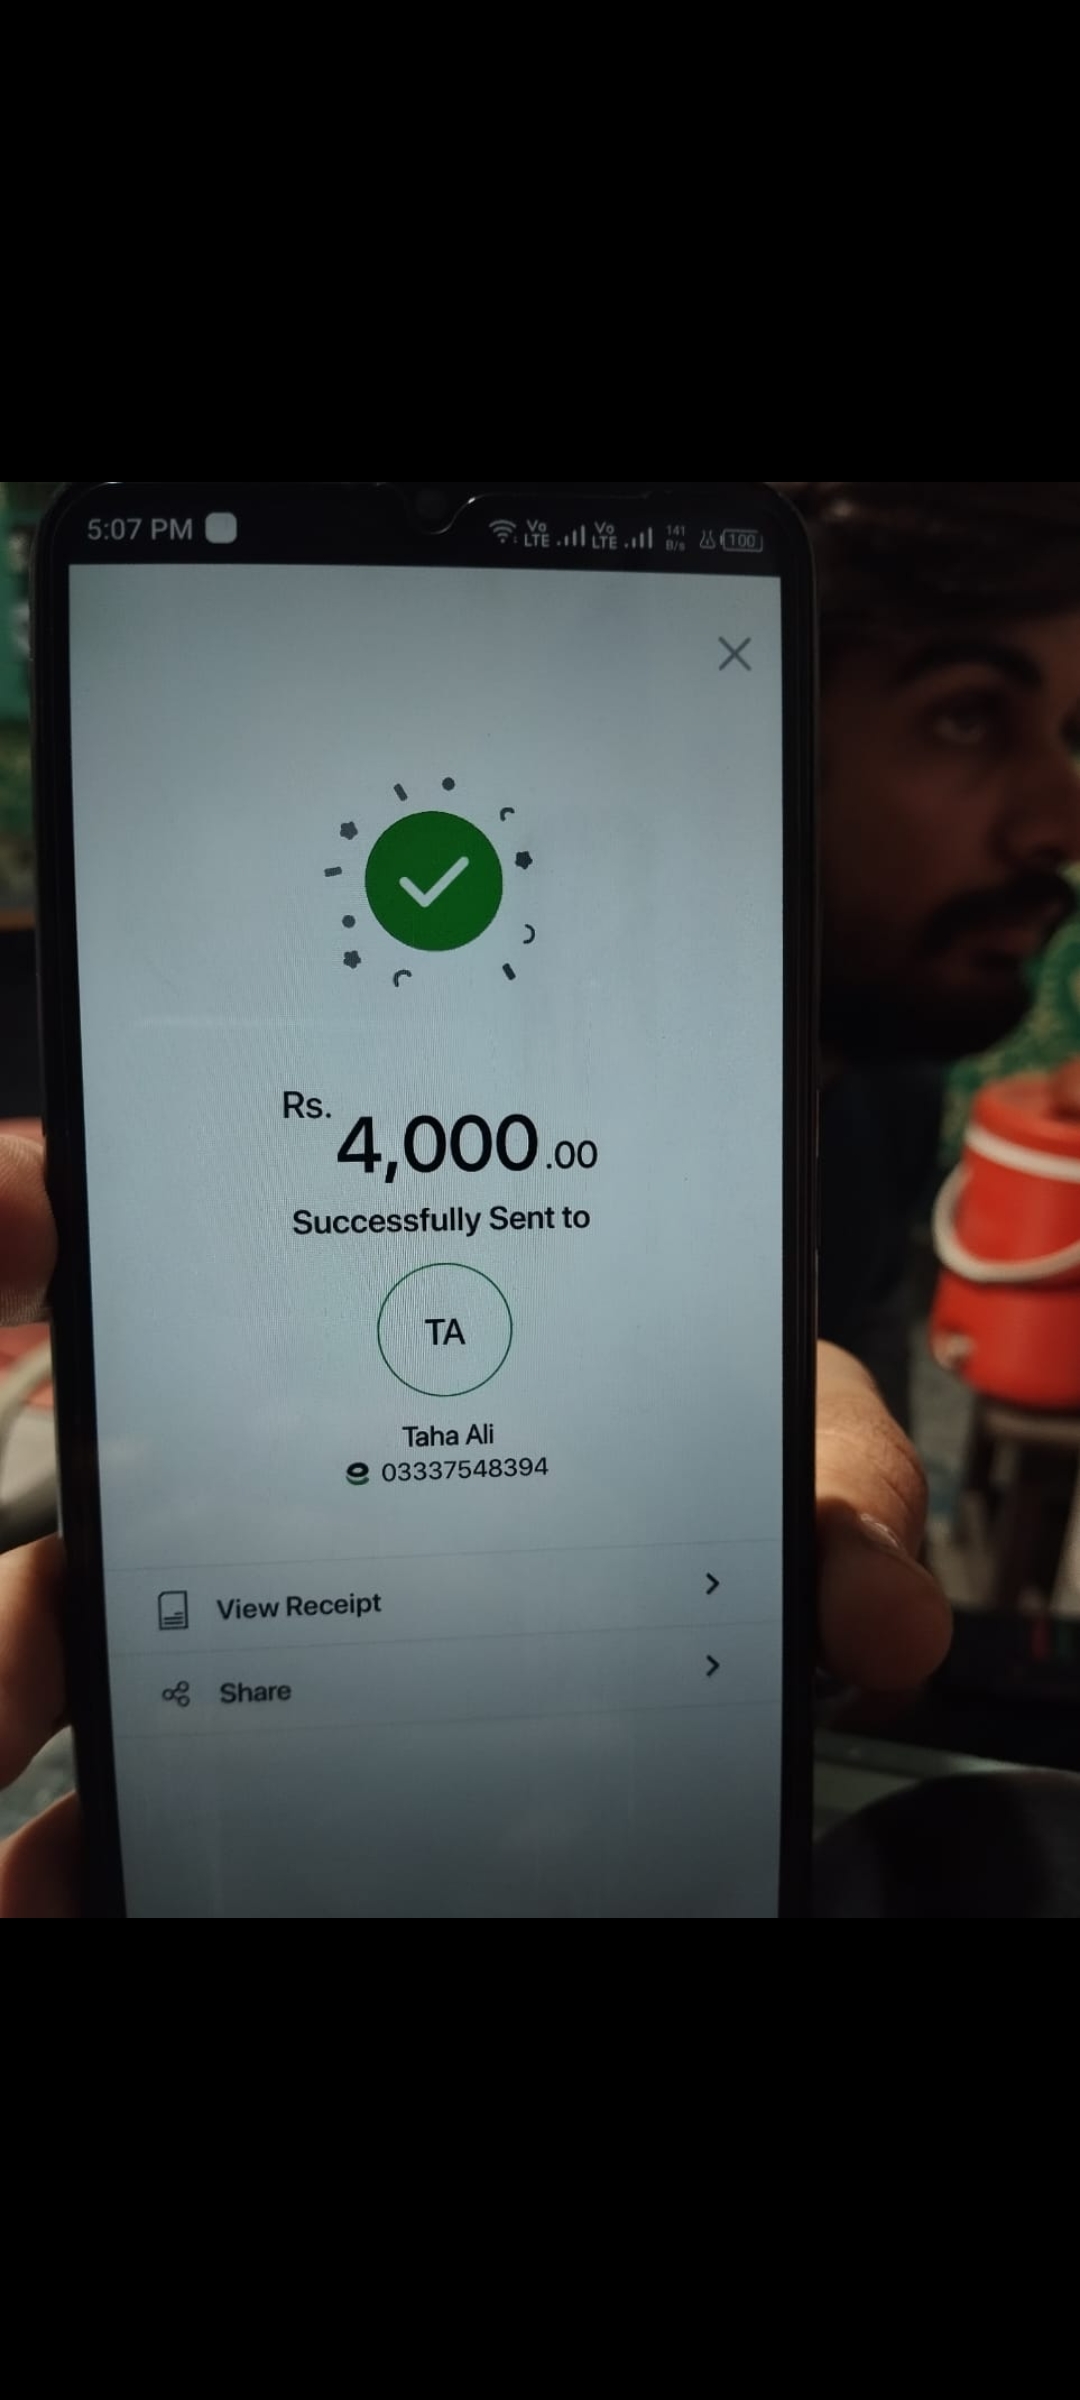 5:07 PM
Vo LTE Vo LTE 141 B/s 100
Rs. 4,000.00
Successfully Sent to
TA
Taha Ali
03337548394
View Receipt
Share